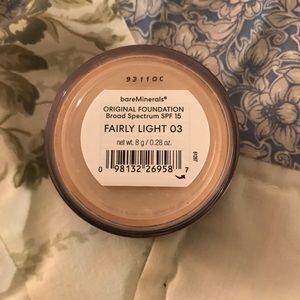 93110C
bareMinerals®
ORIGINAL FOUNDATION
Broad Spectrum SPF 15
FAIRLY LIGHT 03
net wt. 8 g / 0.28 oz.
0 98132 26958 7